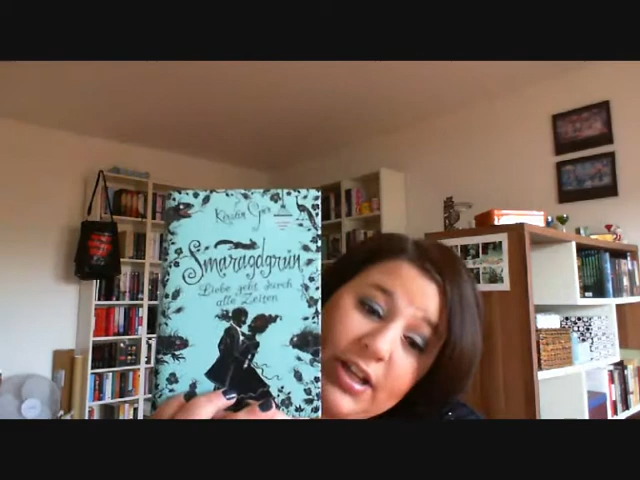 Kerstin Gier
Smaragdgrün
Liebe geht durch
alle Zeiten